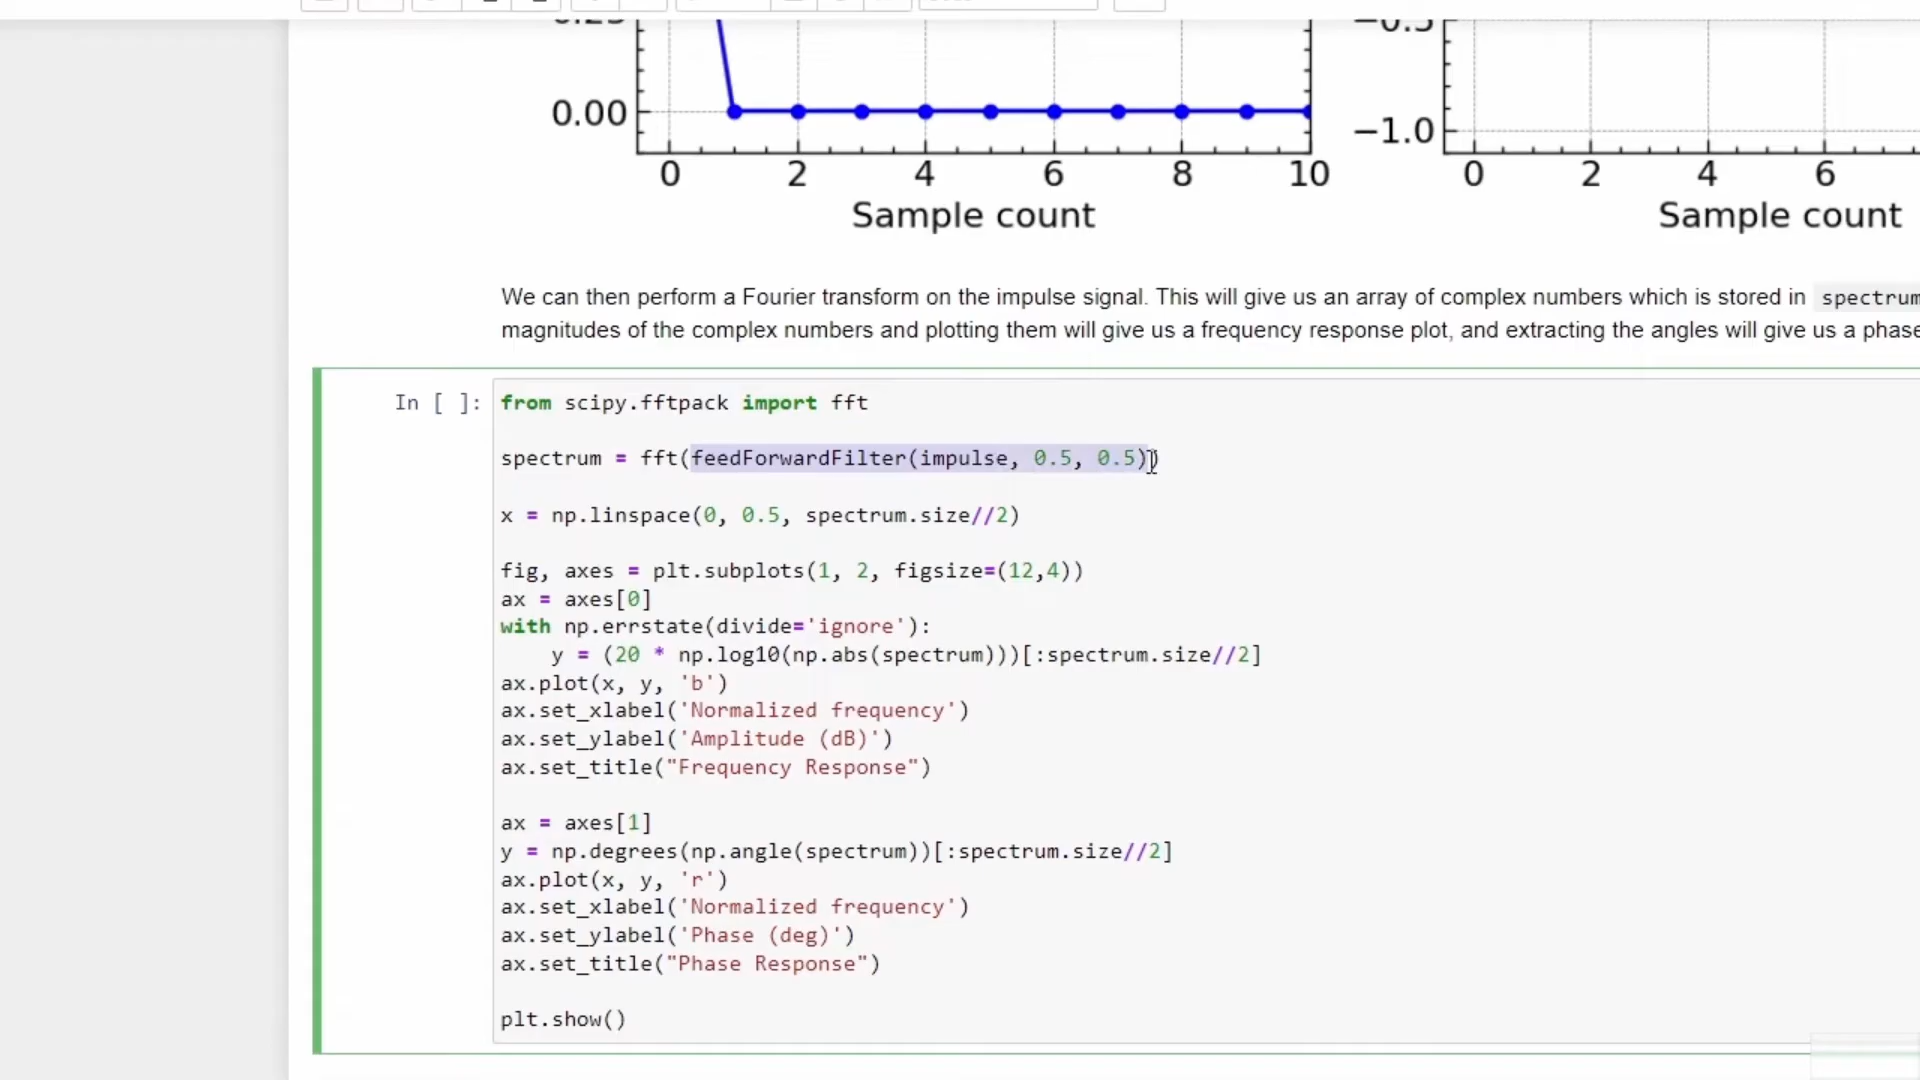 0.00
0 2 4 6 8 10
Sample count
−1.0
0 2 4 6
Sample count
We can then perform a Fourier transform on the impulse signal. This will give us an array of complex numbers which is stored in spectrum
magnitudes of the complex numbers and plotting them will give us a frequency response plot, and extracting the angles will give us a phase
In [ ]:
from scipy.fftpack import fft
spectrum = fft(feedForwardFilter(impulse, 0.5, 0.5))
x = np.linspace(0, 0.5, spectrum.size//2)
fig, axes = plt.subplots(1, 2, figsize=(12,4))
ax = axes[0]
with np.errstate(divide='ignore'):
    y = (20 * np.log10(np.abs(spectrum)))[:spectrum.size//2]
ax.plot(x, y, 'b')
ax.set_xlabel('Normalized frequency')
ax.set_ylabel('Amplitude (dB)')
ax.set_title("Frequency Response")
ax = axes[1]
y = np.degrees(np.angle(spectrum))[:spectrum.size//2]
ax.plot(x, y, 'r')
ax.set_xlabel('Normalized frequency')
ax.set_ylabel('Phase (deg)')
ax.set_title("Phase Response")
plt.show()